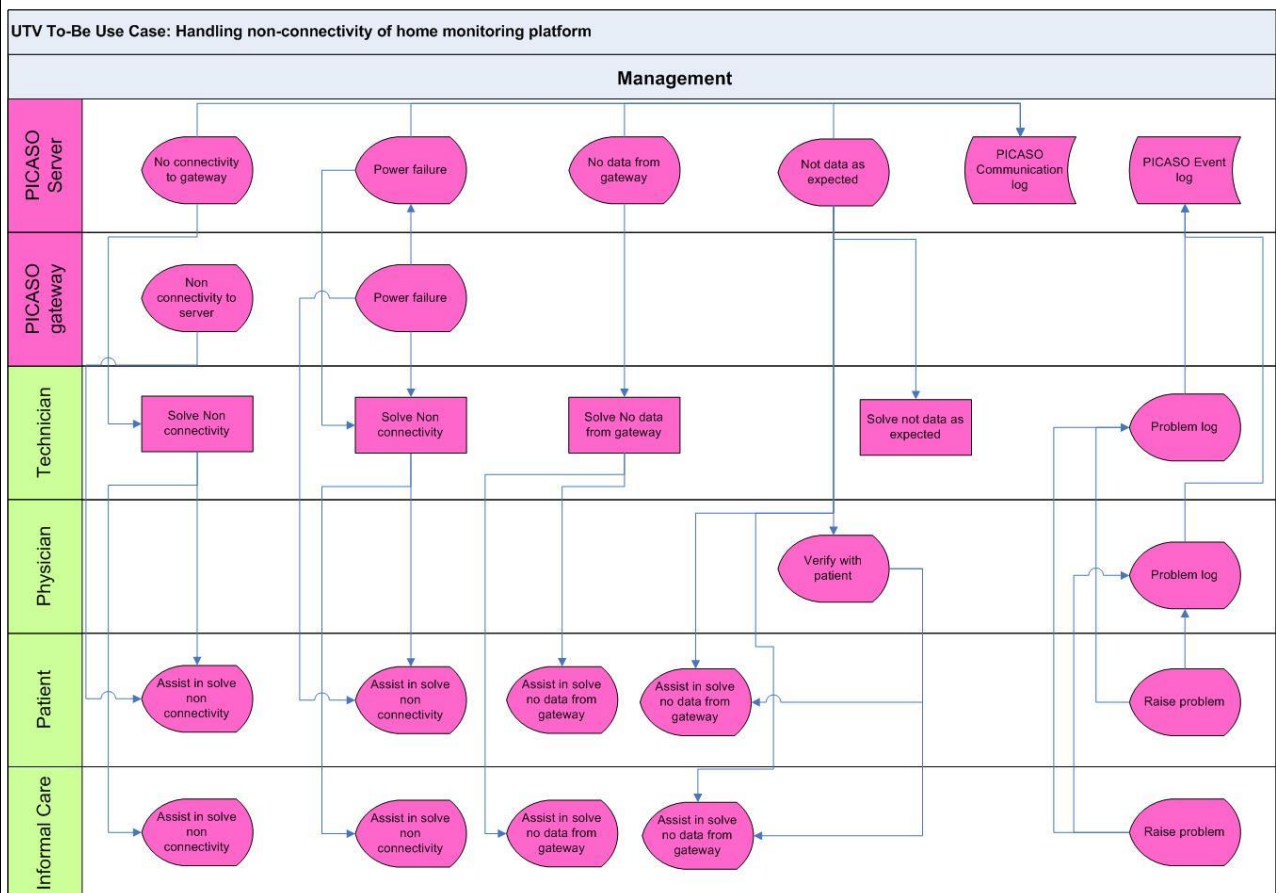 UTV To-Be Use Case: Handling non-connectivity of home monitoring platform
Management
PICASO
Server
No connectivity
to gateway
Power failure
No data from
gateway
Not data as
expected
PICASO
Communication
log
PICASO Event
log
PICASO
gateway
Non
connectivity to
server
Power failure
Technician
Solve Non
connectivity
Solve Non
connectivity
Solve No data
from gateway
Solve not data as
expected
Problem log
Physician
Verify with
patient
Problem log
Patient
Assist in solve
non
connectivity
Assist in solve
non
connectivity
Assist in solve
no data from
gateway
Assist in solve
no data from
gateway
Raise problem
Informal Care
Assist in solve
non
connectivity
Assist in solve
non
connectivity
Assist in solve
no data from
gateway
Assist in solve
no data from
gateway
Raise problem